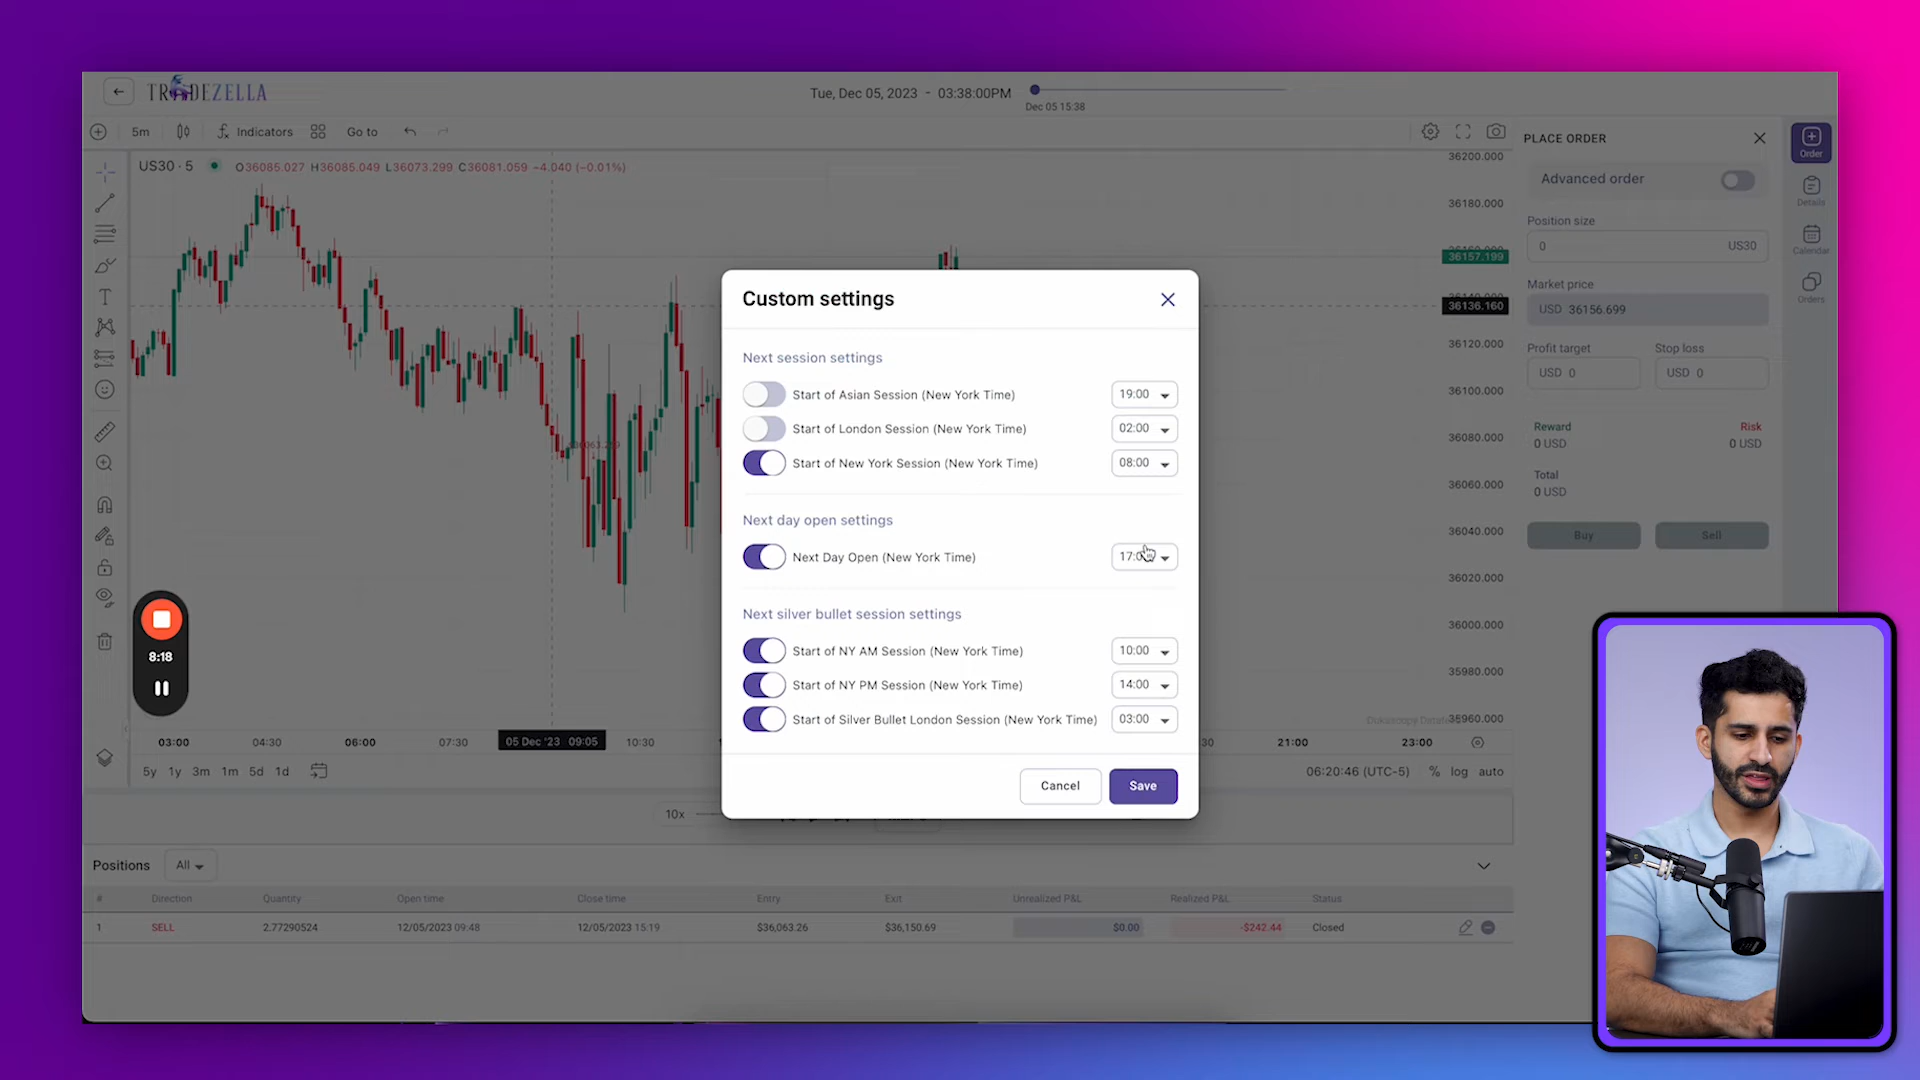 TRADEZELLA
Tue, Dec 05, 2023 - 03:38:00PM
Dec 05 15:38
5m
Indicators
Go to
US30 · 5
O36085.027 H36085.049 L36073.299 C36081.059 -4.040 (-0.01%)
36200.000
36180.000
36157.199
36136.160
36120.000
36100.000
36080.000
36060.000
36040.000
36020.000
36000.000
35980.000
35960.000
03:00
04:30
06:00
07:30
05 Dec '23 09:05
10:30
21:00
23:00
5y 1y 3m 1m 5d 1d
06:20:46 (UTC-5) % log auto
10x
8:18
PLACE ORDER
Advanced order
Position size
0 US30
Market price
USD 36156.699
Profit target Stop loss
USD 0 USD 0
Reward Risk
0 USD 0 USD
Total
0 USD
Buy Sell
Order
Details
Calendar
Orders
Custom settings
Next session settings
Start of Asian Session (New York Time) 19:00
Start of London Session (New York Time) 02:00
Start of New York Session (New York Time) 08:00
Next day open settings
Next Day Open (New York Time)
Next silver bullet session settings
Start of NY AM Session (New York Time) 10:00
Start of NY PM Session (New York Time) 14:00
Start of Silver Bullet London Session (New York Time) 03:00
Cancel Save
Positions All
# Direction Quantity Open time Close time Entry Exit Unrealized P&L Realized P&L Status
1 SELL 2.77290524 12/05/2023 09:48 12/05/2023 15:19 $36,063.26 $36,150.69 $0.00 -$242.44 Closed